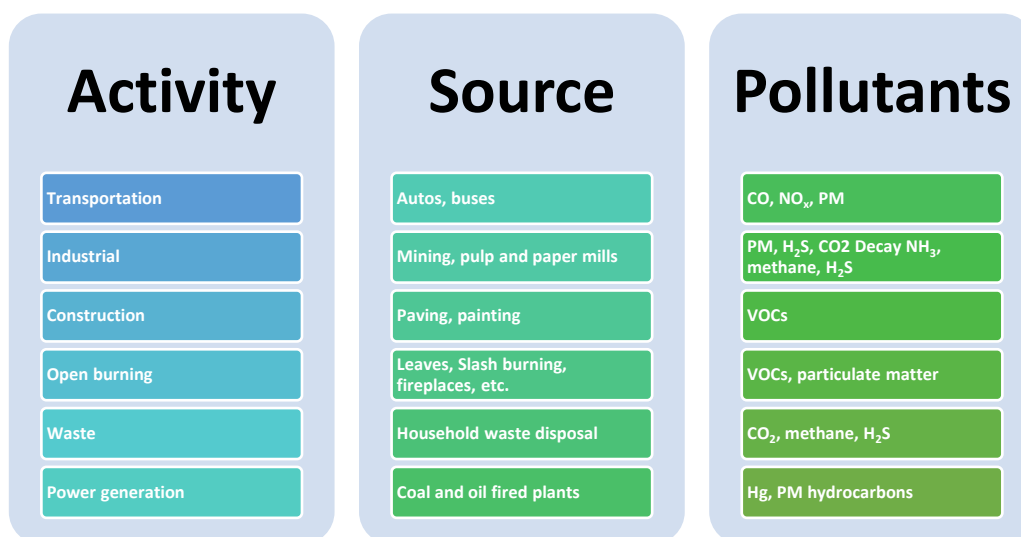 Activity
Transportation
Industrial
Construction
Open burning
Waste
Power generation
Source
Autos, buses
Mining, pulp and paper mills
Paving, painting
Leaves, Slash burning,
fireplaces, etc.
Household waste disposal
Coal and oil fired plants
Pollutants
CO, NOₓ, PM
PM, H₂S, CO2 Decay NH₃,
methane, H₂S
VOCs
VOCs, particulate matter
CO₂, methane, H₂S
Hg, PM hydrocarbons